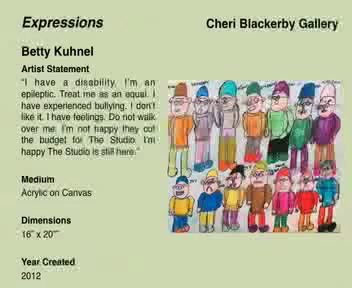 Expressions
Cheri Blackerby Gallery
Betty Kuhnel
Artist Statement
“I have a disability. I’m an
epileptic. Treat me as an equal. I
have experienced bullying. I don’t
like it. I have feelings. Do not walk
over me. I’m not happy they cut
the budget for The Studio. I’m
happy The Studio is still here.”
Medium
Acrylic on Canvas
Dimensions
16” x 20””
Year Created
2012